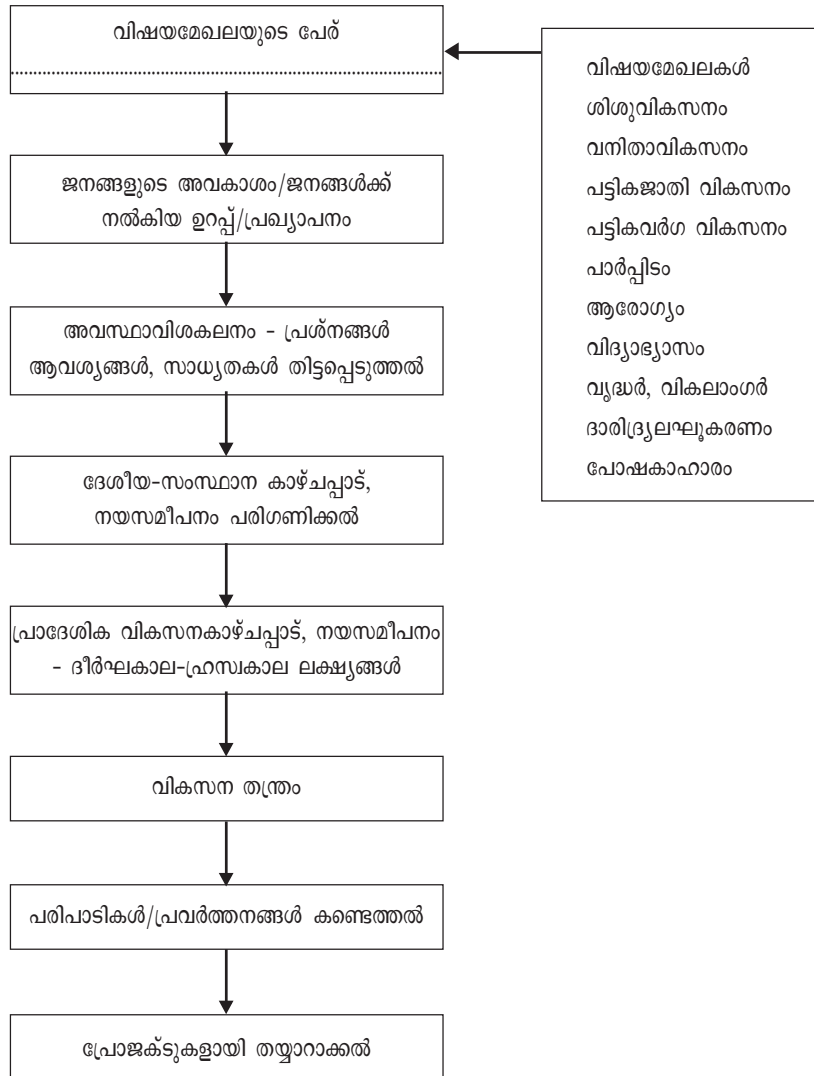 വിഷയമേഖലയുടെ പേര്
ജനങ്ങളുടെ അവകാശം/ജനങ്ങൾക്ക്
നൽകിയ ഉറപ്പ്/പ്രഖ്യാപനം
അവസ്ഥാവിശകലനം - പ്രശ്നങ്ങൾ
ആവശ്യങ്ങൾ, സാധ്യതകൾ തിട്ടപ്പെടുത്തൽ
ദേശീയ-സംസ്ഥാന കാഴ്ചപ്പാട്,
നയസമീപനം പരിഗണിക്കൽ
പ്രാദേശിക വികസനകാഴ്ചപ്പാട്, നയസമീപനം
- ദീർഘകാല-ഹ്രസ്വകാല ലക്ഷ്യങ്ങൾ
വികസന തന്ത്രം
പരിപാടികൾ/പ്രവർത്തനങ്ങൾ കണ്ടെത്തൽ
പ്രോജക്ടുകളായി തയ്യാറാക്കൽ
വിഷയമേഖലകൾ
ശിശുവികസനം
വനിതാവികസനം
പട്ടികജാതി വികസനം
പട്ടികവർഗ വികസനം
പാർപ്പിടം
ആരോഗ്യം
വിദ്യാഭ്യാസം
വൃദ്ധർ, വികലാംഗർ
ദാരിദ്ര്യലഘൂകരണം
പോഷകാഹാരം